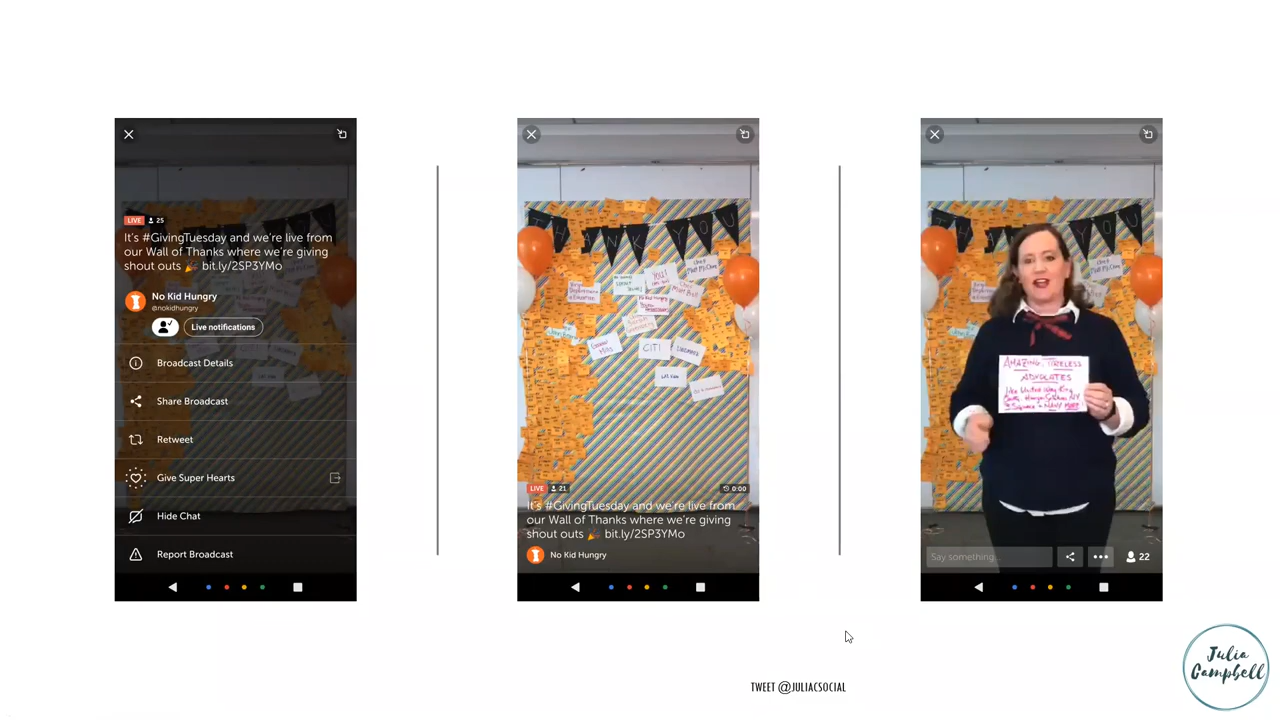 LIVE 25
It's #GivingTuesday and we're live from
our Wall of Thanks where we're giving
shout outs 🎉 bit.ly/2SP3YMo
No Kid Hungry
@nokidhungry
Live notifications
Broadcast Details
Share Broadcast
Retweet
Give Super Hearts
Hide Chat
Report Broadcast
THANK YOU
YOU!
CITI
LIVE 21
0:00
It's #GivingTuesday and we're live from
our Wall of Thanks where we're giving
shout outs 🎉 bit.ly/2SP3YMo
No Kid Hungry
AMAZING, TIRELESS
ADVOCATES
Say something...
22
TWEET @JULIACSOCIAL
Julia
Campbell